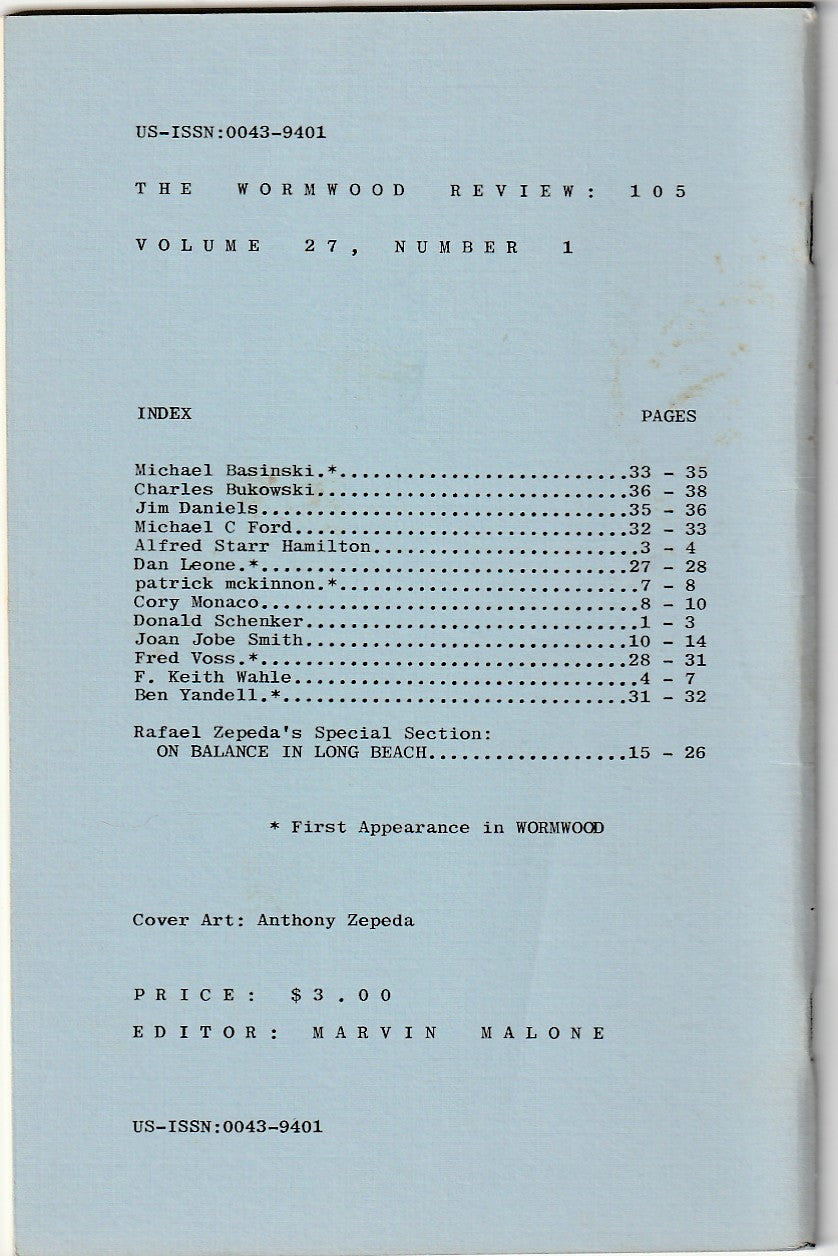 US-ISSN:0043-9401
THE WORMWOOD REVIEW: 105
VOLUME 27, NUMBER 1
INDEX PAGES
Michael Basinski.*..........................33 - 35
Charles Bukowski............................36 - 38
Jim Daniels.................................35 - 36
Michael C Ford..............................32 - 33
Alfred Starr Hamilton........................3 - 4
Dan Leone.*.................................27 - 28
patrick mckinnon.*...........................7 - 8
Cory Monaco..................................8 - 10
Donald Schenker..............................1 - 3
Joan Jobe Smith.............................10 - 14
Fred Voss.*.................................28 - 31
F. Keith Wahle...............................4 - 7
Ben Yandell.*...............................31 - 32
Rafael Zepeda's Special Section:
ON BALANCE IN LONG BEACH..................15 - 26
* First Appearance in WORMWOOD
Cover Art: Anthony Zepeda
PRICE: $3.00
EDITOR: MARVIN MALONE
US-ISSN:0043-9401